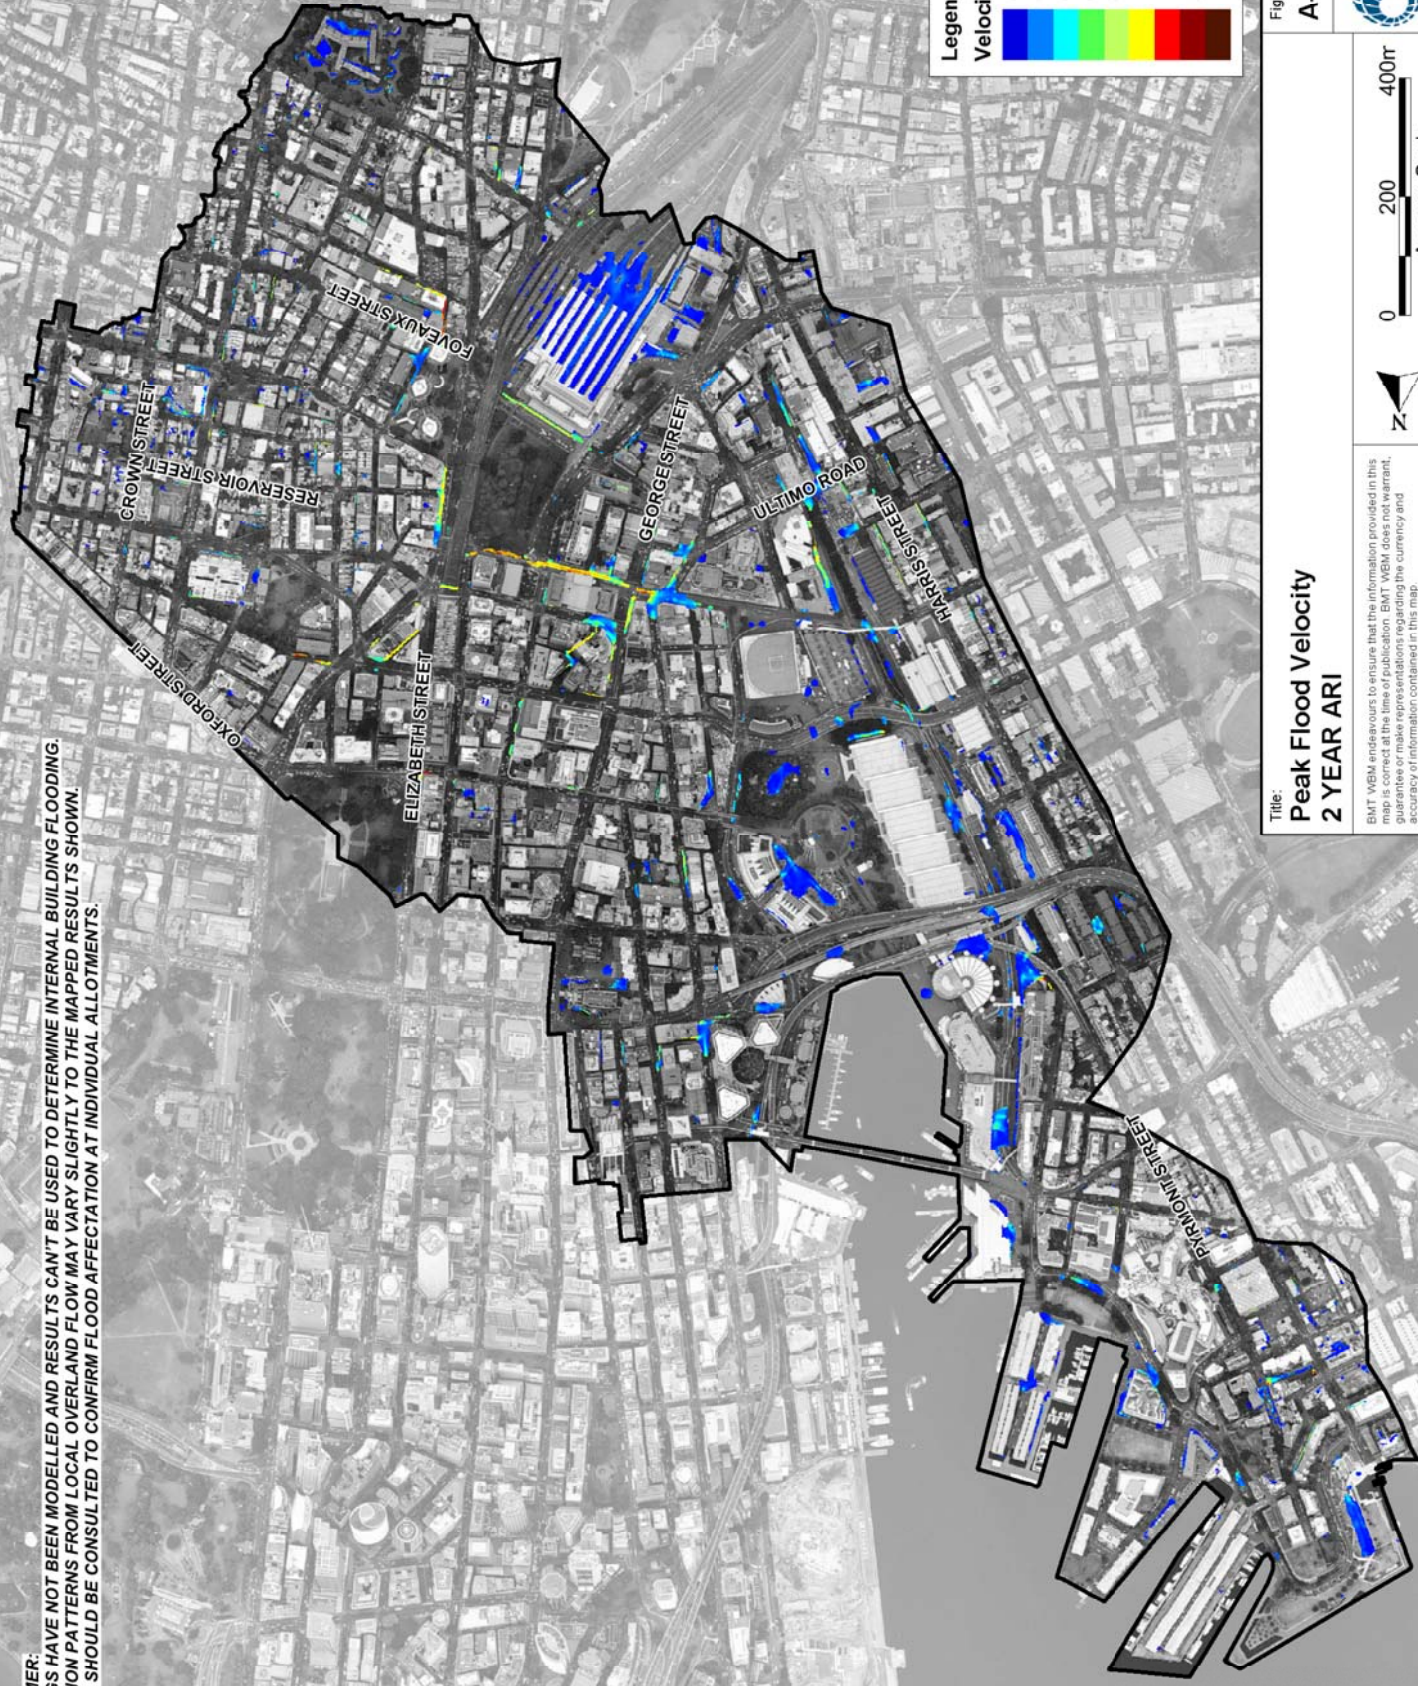 MER:
GS HAVE NOT BEEN MODELLED AND RESULTS CAN'T BE USED TO DETERMINE INTERNAL BUILDING FLOODING.
ION PATTERNS FROM LOCAL OVERLAND FLOW MAY VARY SLIGHTLY TO THE MAPPED RESULTS SHOWN.
SHOULD BE CONSULTED TO CONFIRM FLOOD AFFECTATION AT INDIVIDUAL ALLOTMENTS.
OXFORD STREET
CROWN STREET
RESERVOIR STREET
FOVEAUX STREET
ELIZABETH STREET
GEORGE STREET
ULTIMO ROAD
HARRIS STREET
PYRMONT STREET
Legen
Veloci
Title:
Peak Flood Velocity
2 YEAR ARI
Fig
A-
BMT WBM endeavours to ensure that the information provided in this
map is correct at the time of publication. BMT WBM does not warrant,
guarantee or make representations regarding the currency and
accuracy of information contained in this map.
N
0 200 400m